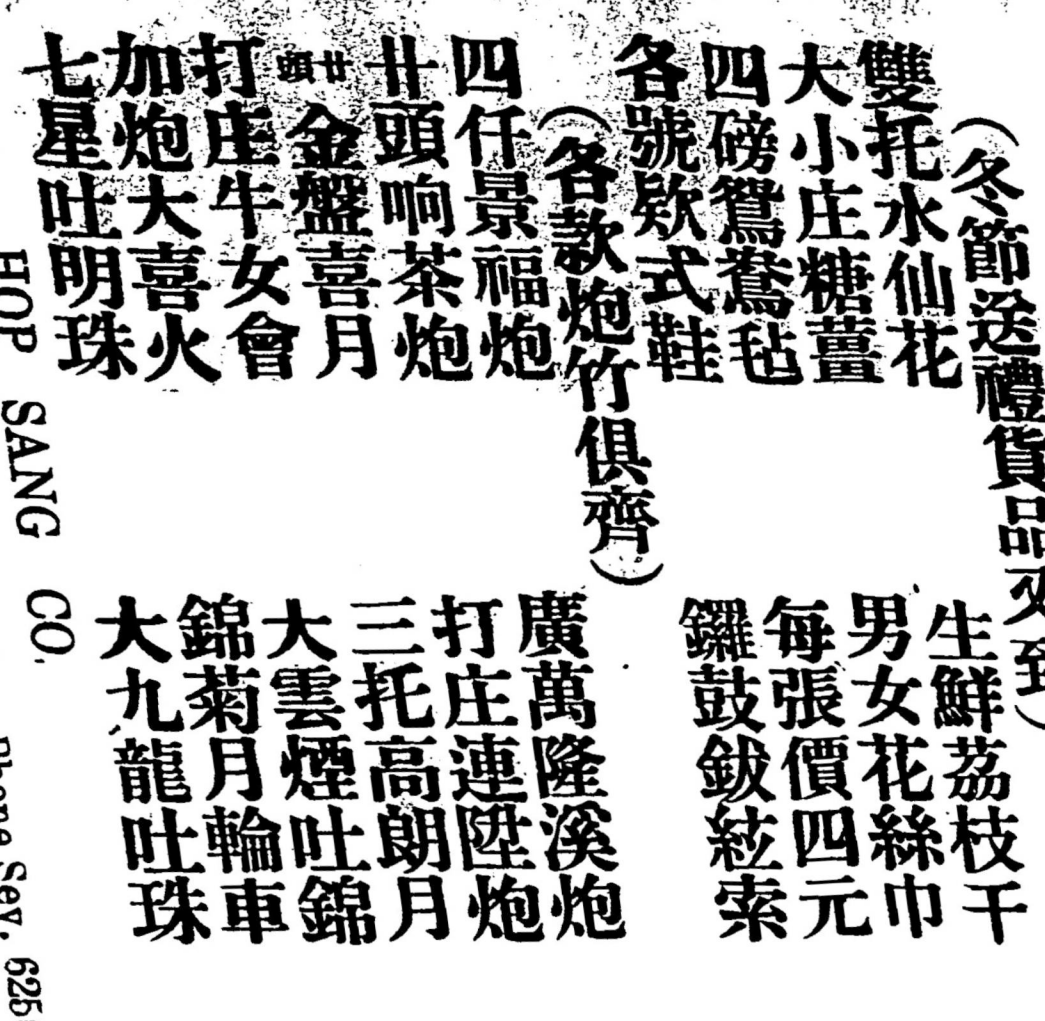 (冬節送禮貨品又到)
雙托水仙花
大小庄糖薑
四磅鴛鴦毡
各號欵式鞋
生鮮荔枝干
男女花絲巾
每張價四元
鑼鼓鈸絃索
(各款炮竹俱齊)
四仟景福炮
廿頭响茶炮
廿頭金盤喜月
打庄牛女會
加炮大喜火
七星吐明珠
廣萬隆溪炮
打庄連陞炮
三托高朗月
大雲煙吐錦
錦菊月輪車
大九龍吐珠
HOP SANG CO. Phone Sey. 625